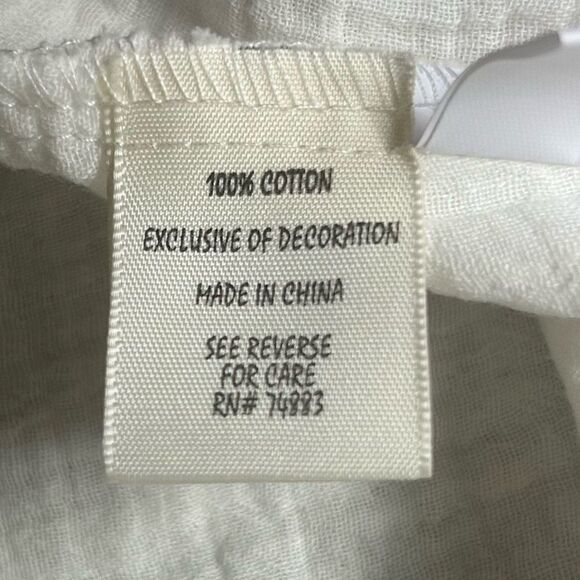 100% COTTON
EXCLUSIVE OF DECORATION
MADE IN CHINA
SEE REVERSE
FOR CARE
RN# 74883